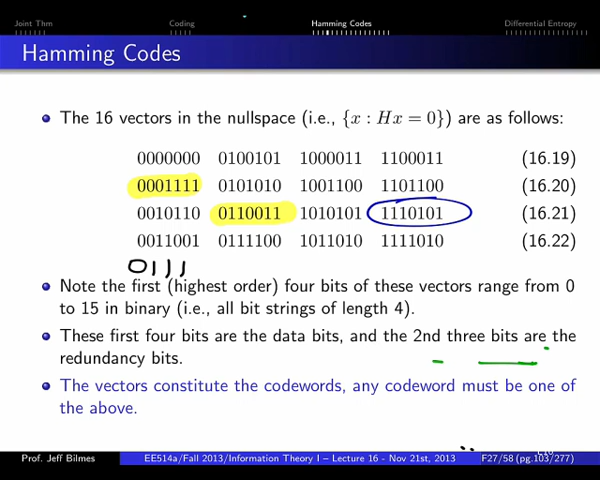 Joint Thm Coding Hamming Codes Differential Entropy
Hamming Codes
The 16 vectors in the nullspace (i.e., {x : Hx = 0}) are as follows:
0000000 0100101 1000011 1100011 (16.19)
0001111 0101010 1001100 1101100 (16.20)
0010110 0110011 1010101 1110101 (16.21)
0011001 0111100 1011010 1111010 (16.22)
0111
Note the first (highest order) four bits of these vectors range from 0
to 15 in binary (i.e., all bit strings of length 4).
These first four bits are the data bits, and the 2nd three bits are the
redundancy bits.
The vectors constitute the codewords, any codeword must be one of
the above.
Prof. Jeff Bilmes EE514a/Fall 2013/Information Theory I – Lecture 16 - Nov 21st, 2013 F27/58 (pg.103/277)